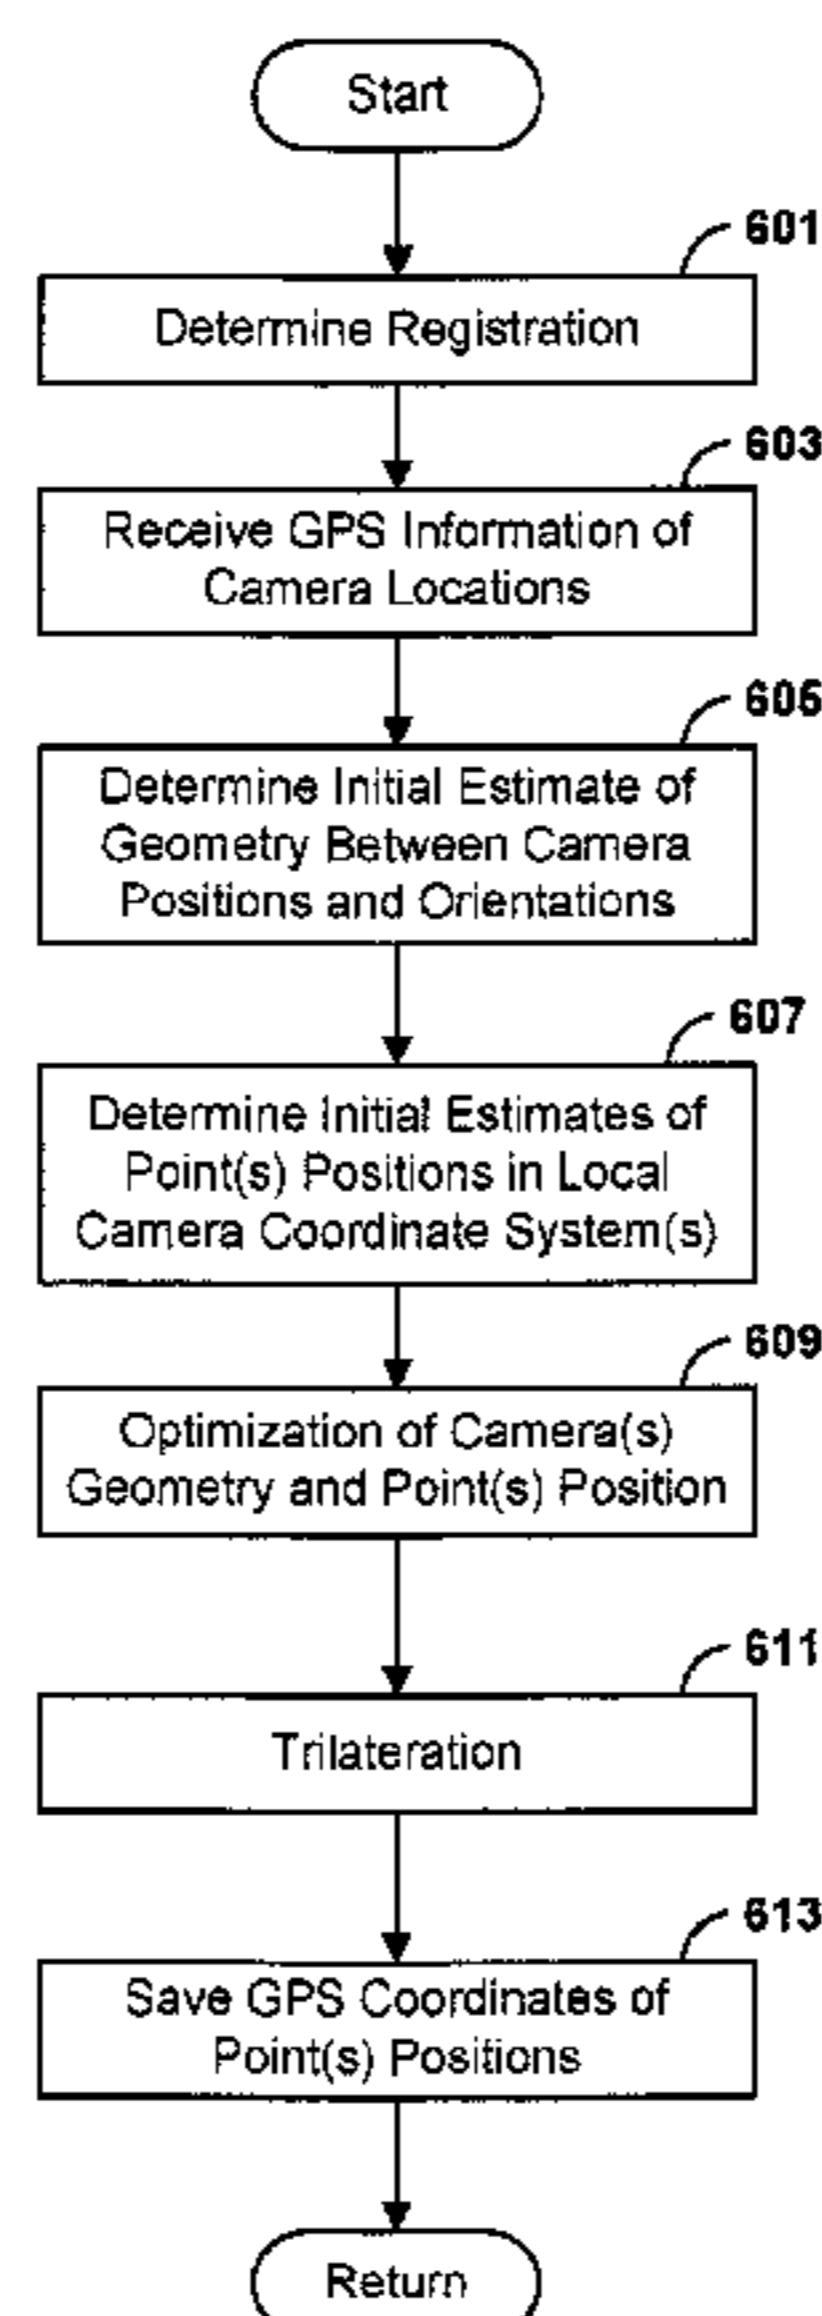 Start
601
Determine Registration
603
Receive GPS Information of
Camera Locations
605
Determine Initial Estimate of
Geometry Between Camera
Positions and Orientations
607
Determine Initial Estimates of
Point(s) Positions in Local
Camera Coordinate System(s)
609
Optimization of Camera(s)
Geometry and Point(s) Position
611
Trilateration
613
Save GPS Coordinates of
Point(s) Positions
Return